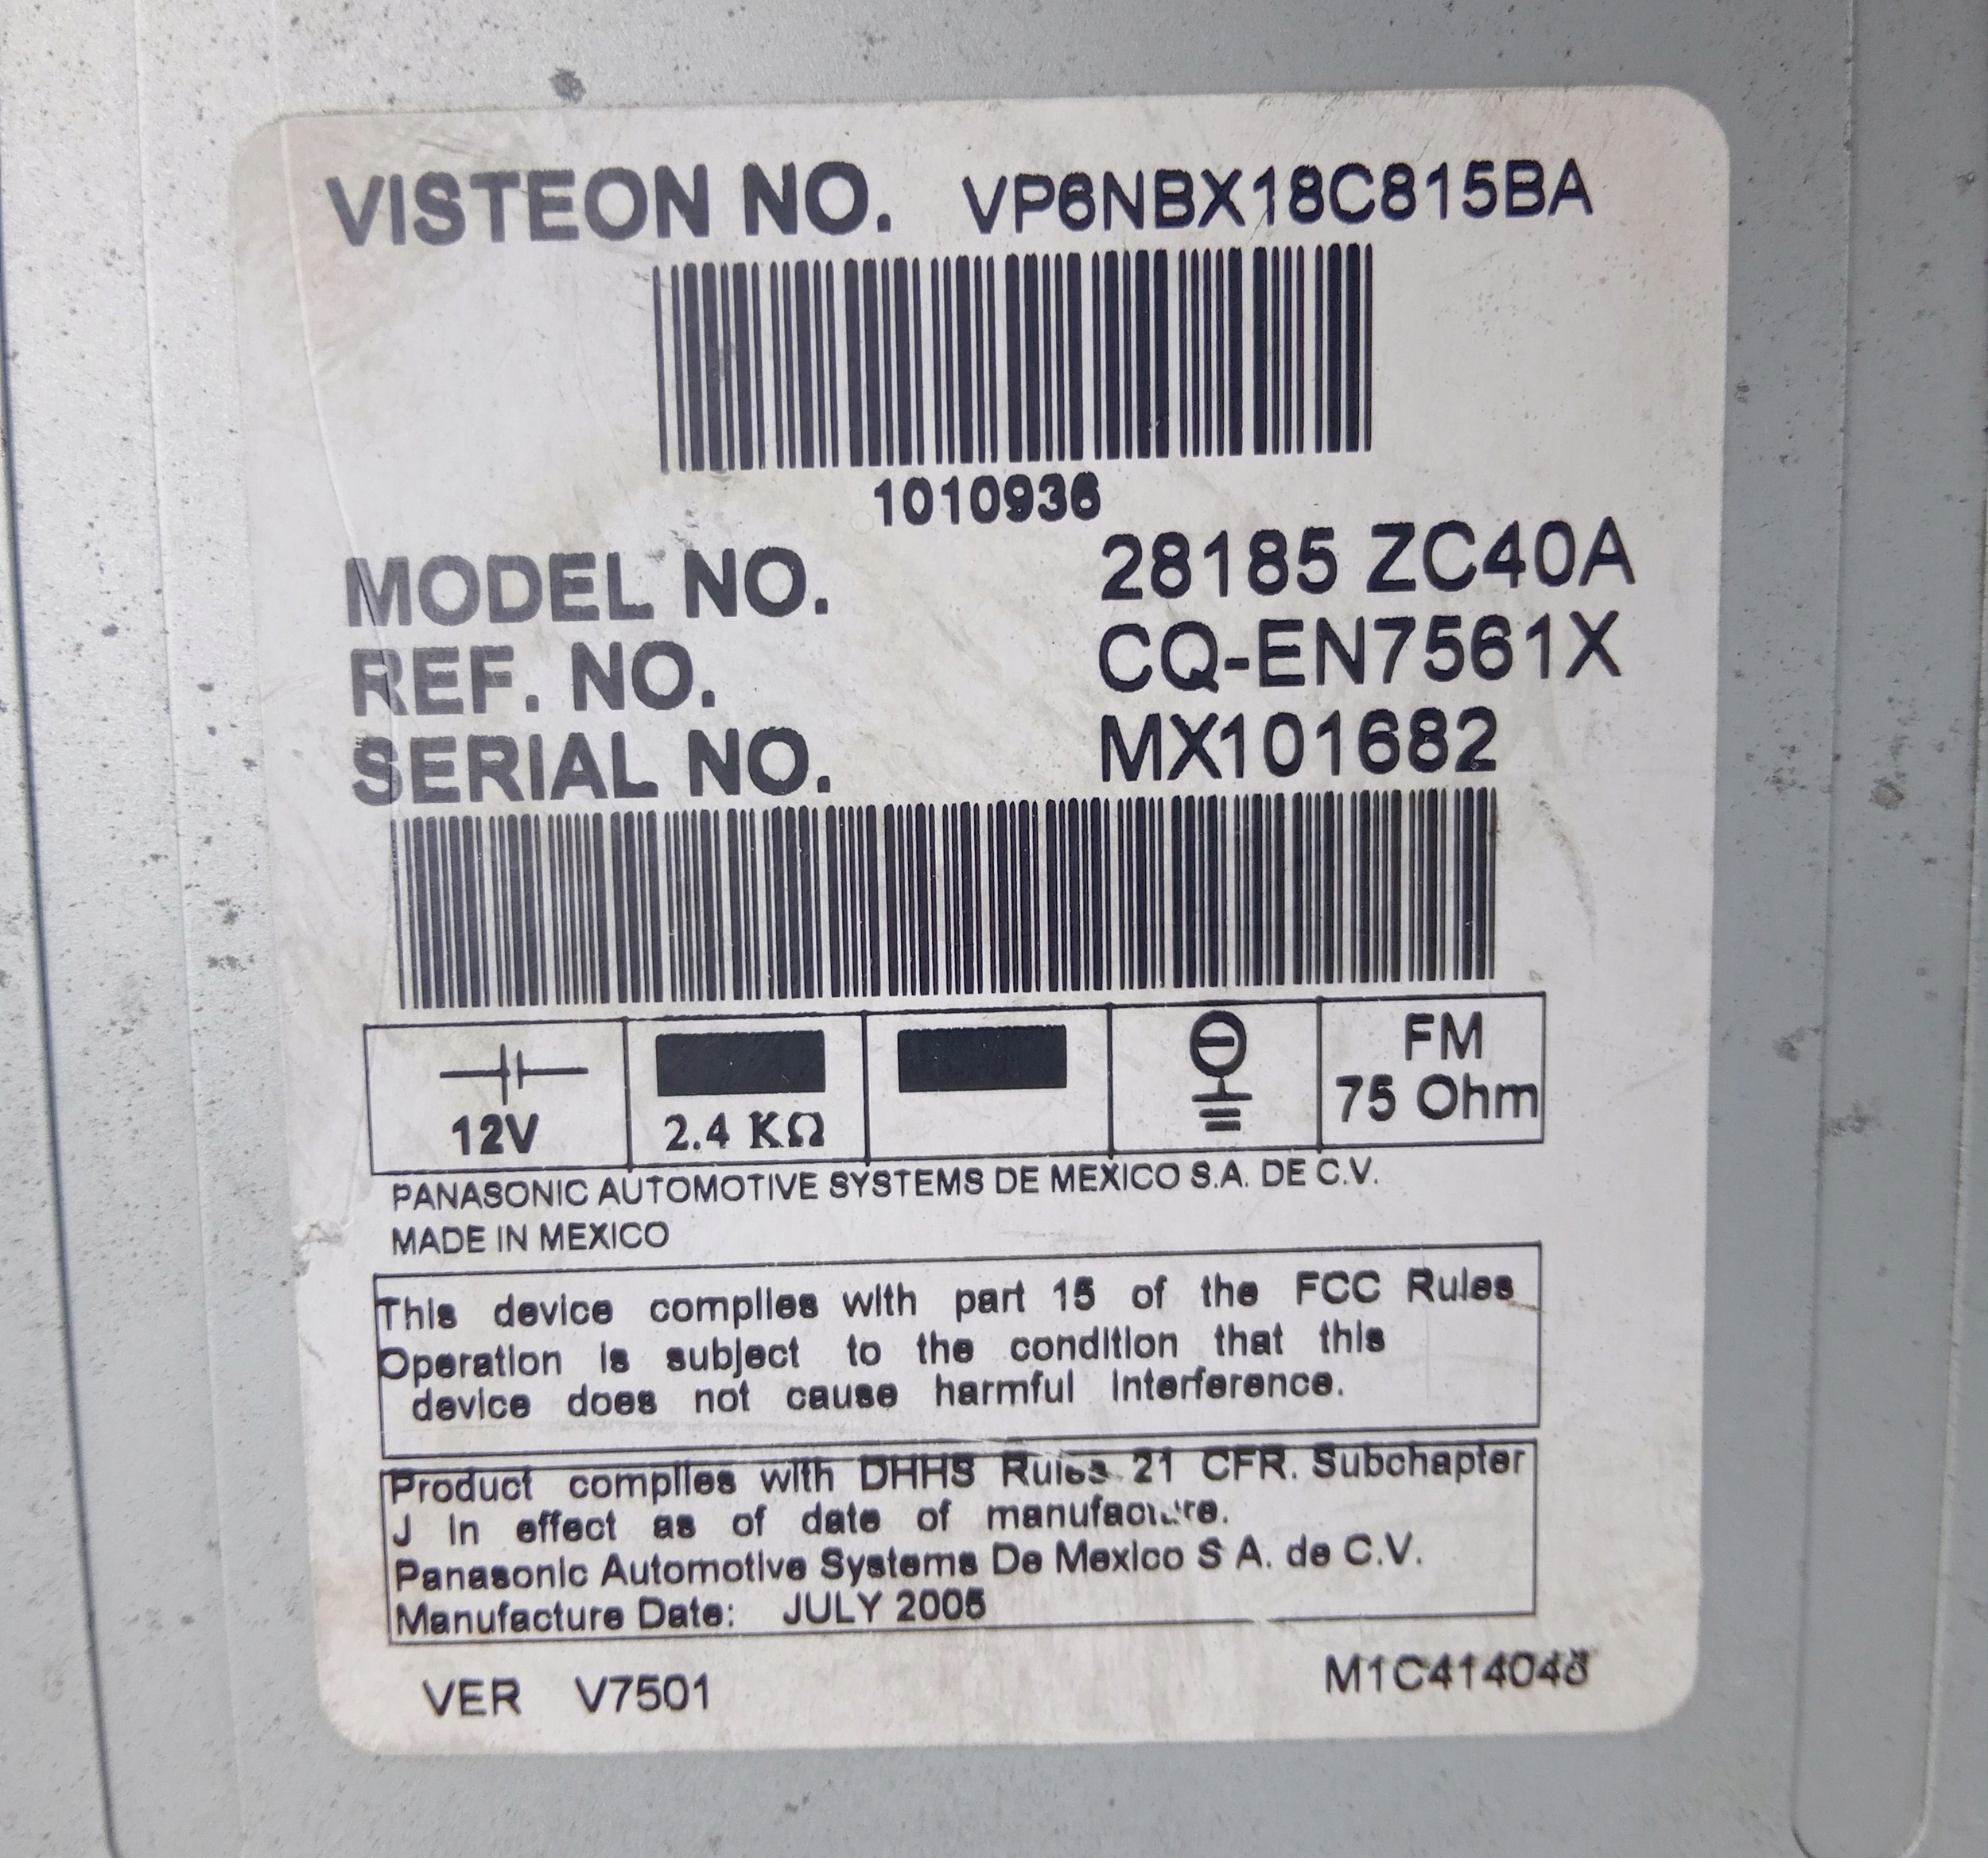 VISTEON NO. VP6NBX18C815BA
1010936
MODEL NO. 28185 ZC40A
REF. NO. CQ-EN7561X
SERIAL NO. MX101682
12V
2.4 KΩ
FM
75 Ohm
PANASONIC AUTOMOTIVE SYSTEMS DE MEXICO S.A. DE C.V.
MADE IN MEXICO
This device complies with part 15 of the FCC Rules
Operation is subject to the condition that this
device does not cause harmful interference.
Product complies with DHHS Rules 21 CFR. Subchapter
J in effect as of date of manufacture.
Panasonic Automotive Systems De Mexico S A. de C.V.
Manufacture Date: JULY 2005
VER V7501